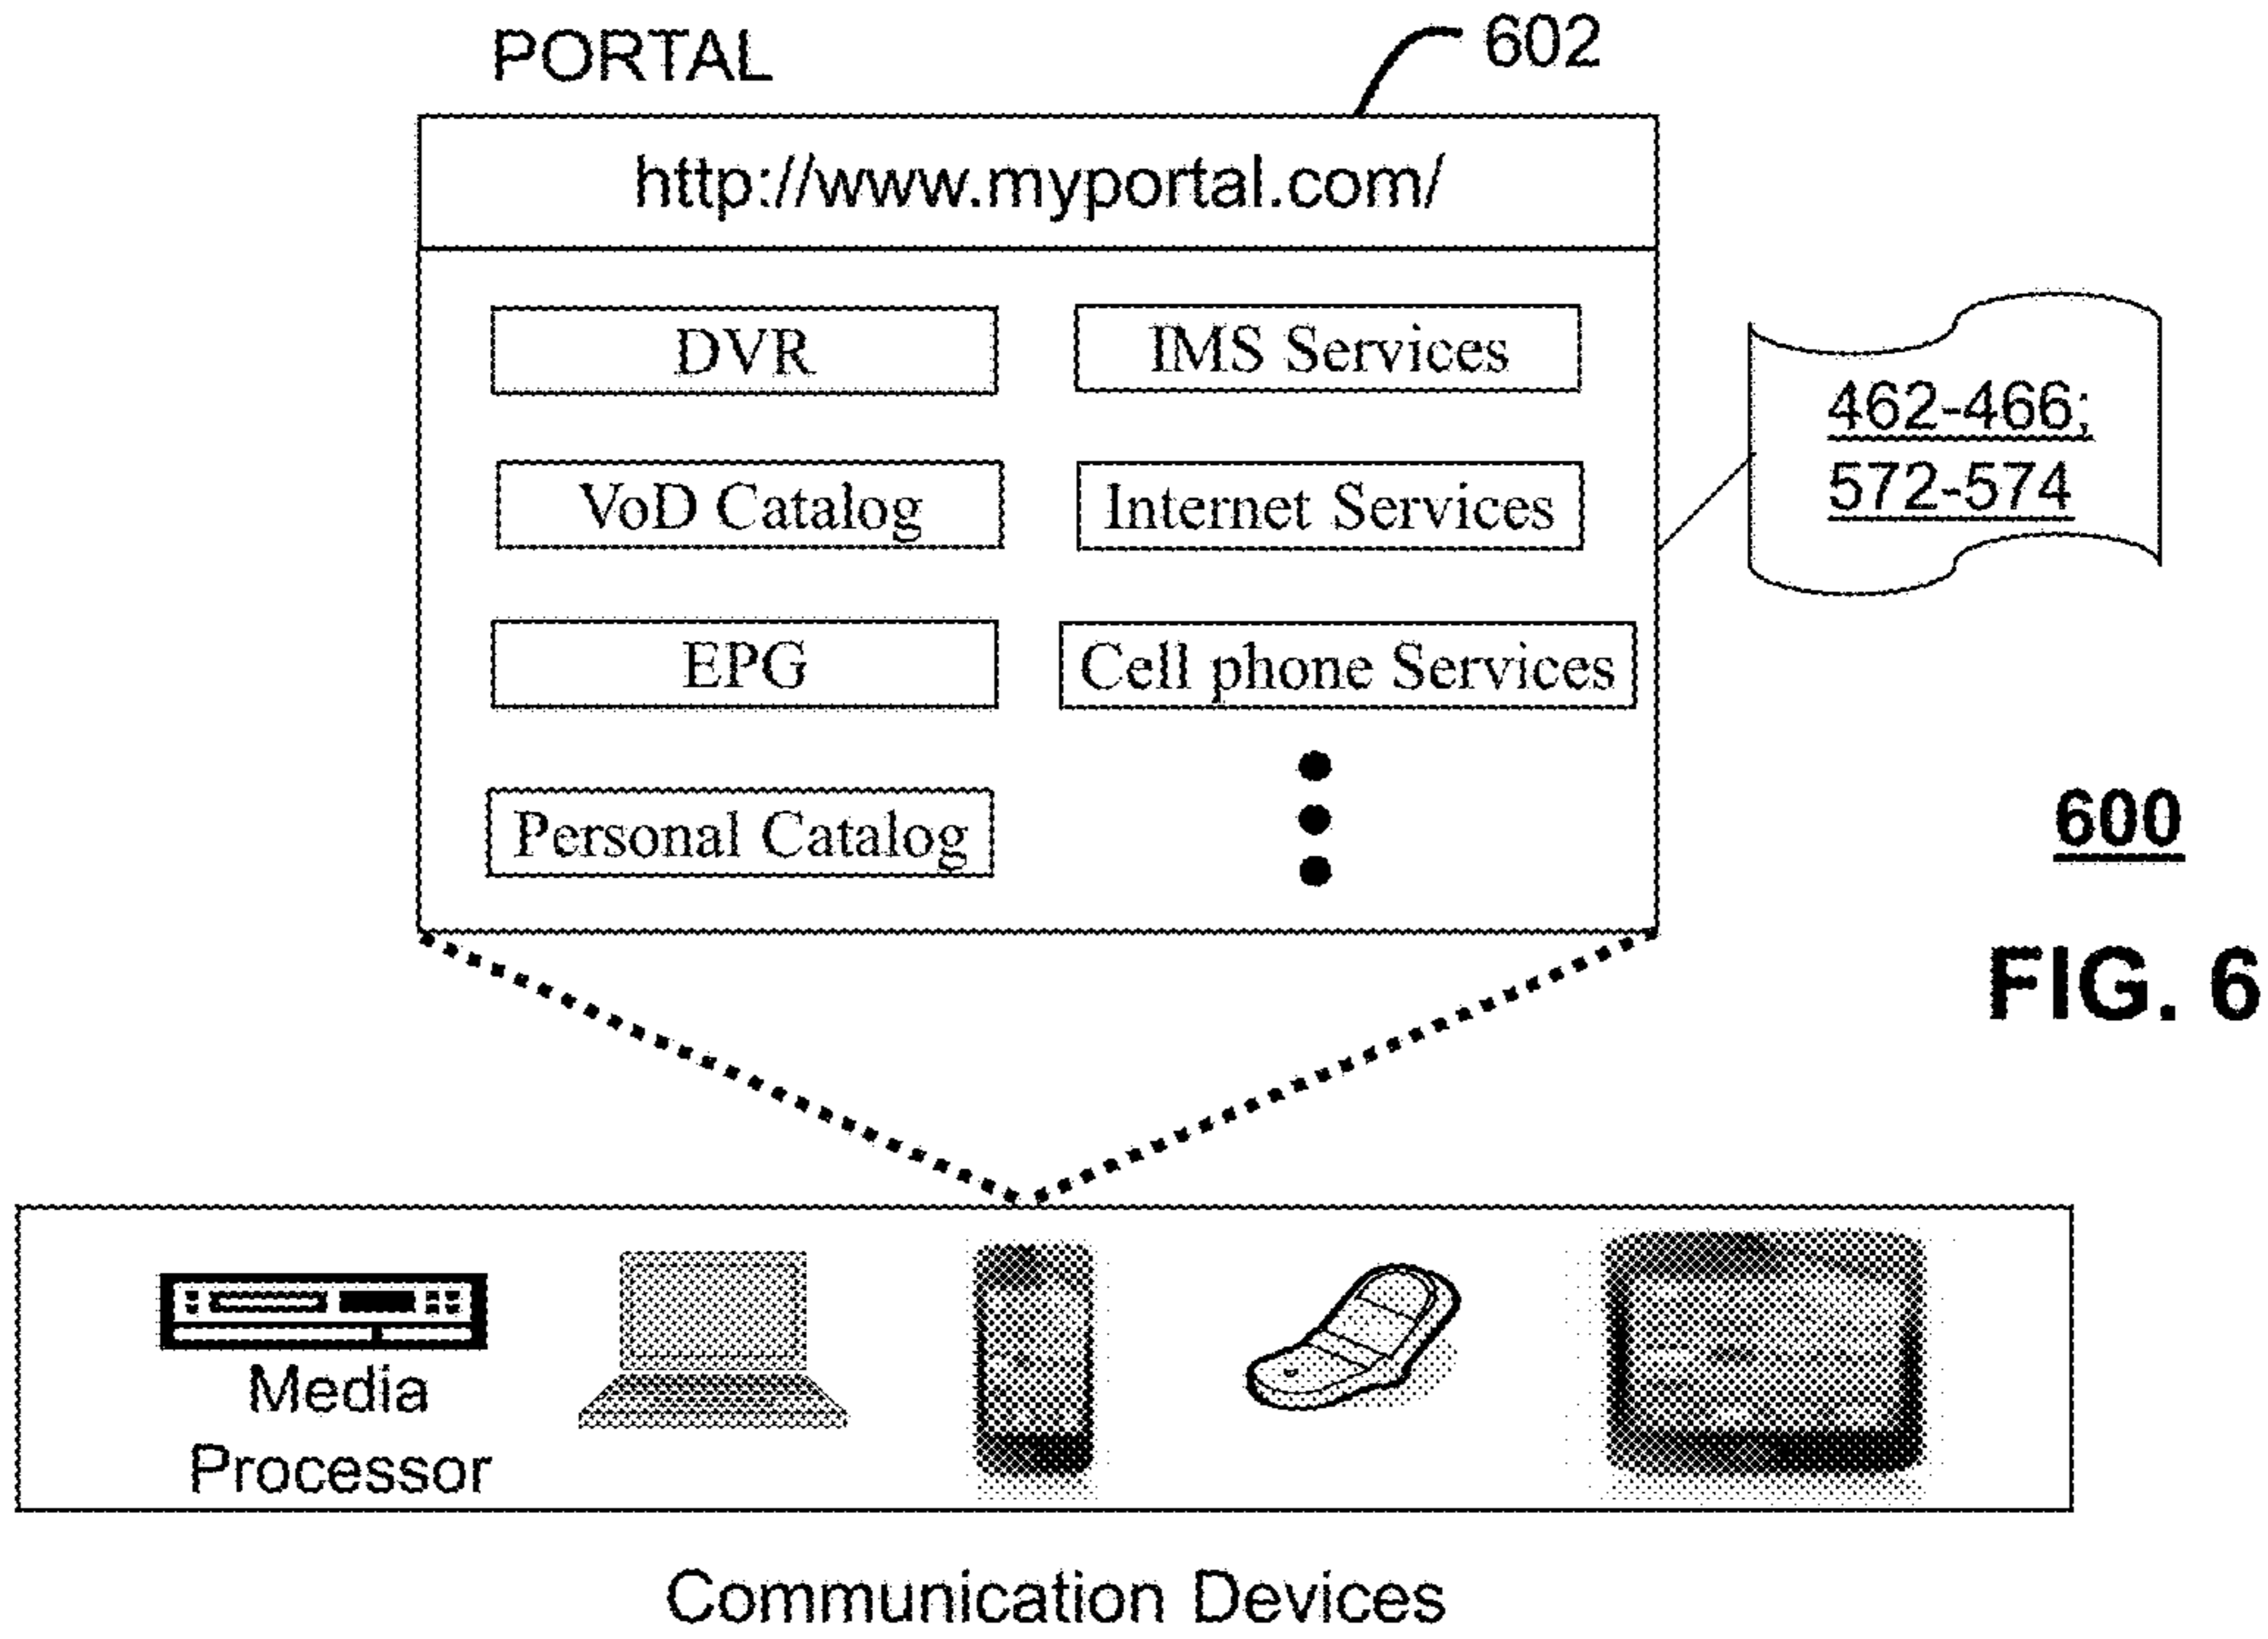 PORTAL
602
http://www.myportal.com/
DVR
IMS Services
VoD Catalog
Internet Services
EPG
Cell phone Services
Personal Catalog
462-466;
572-574
600
FIG. 6
Media
Processor
Communication Devices